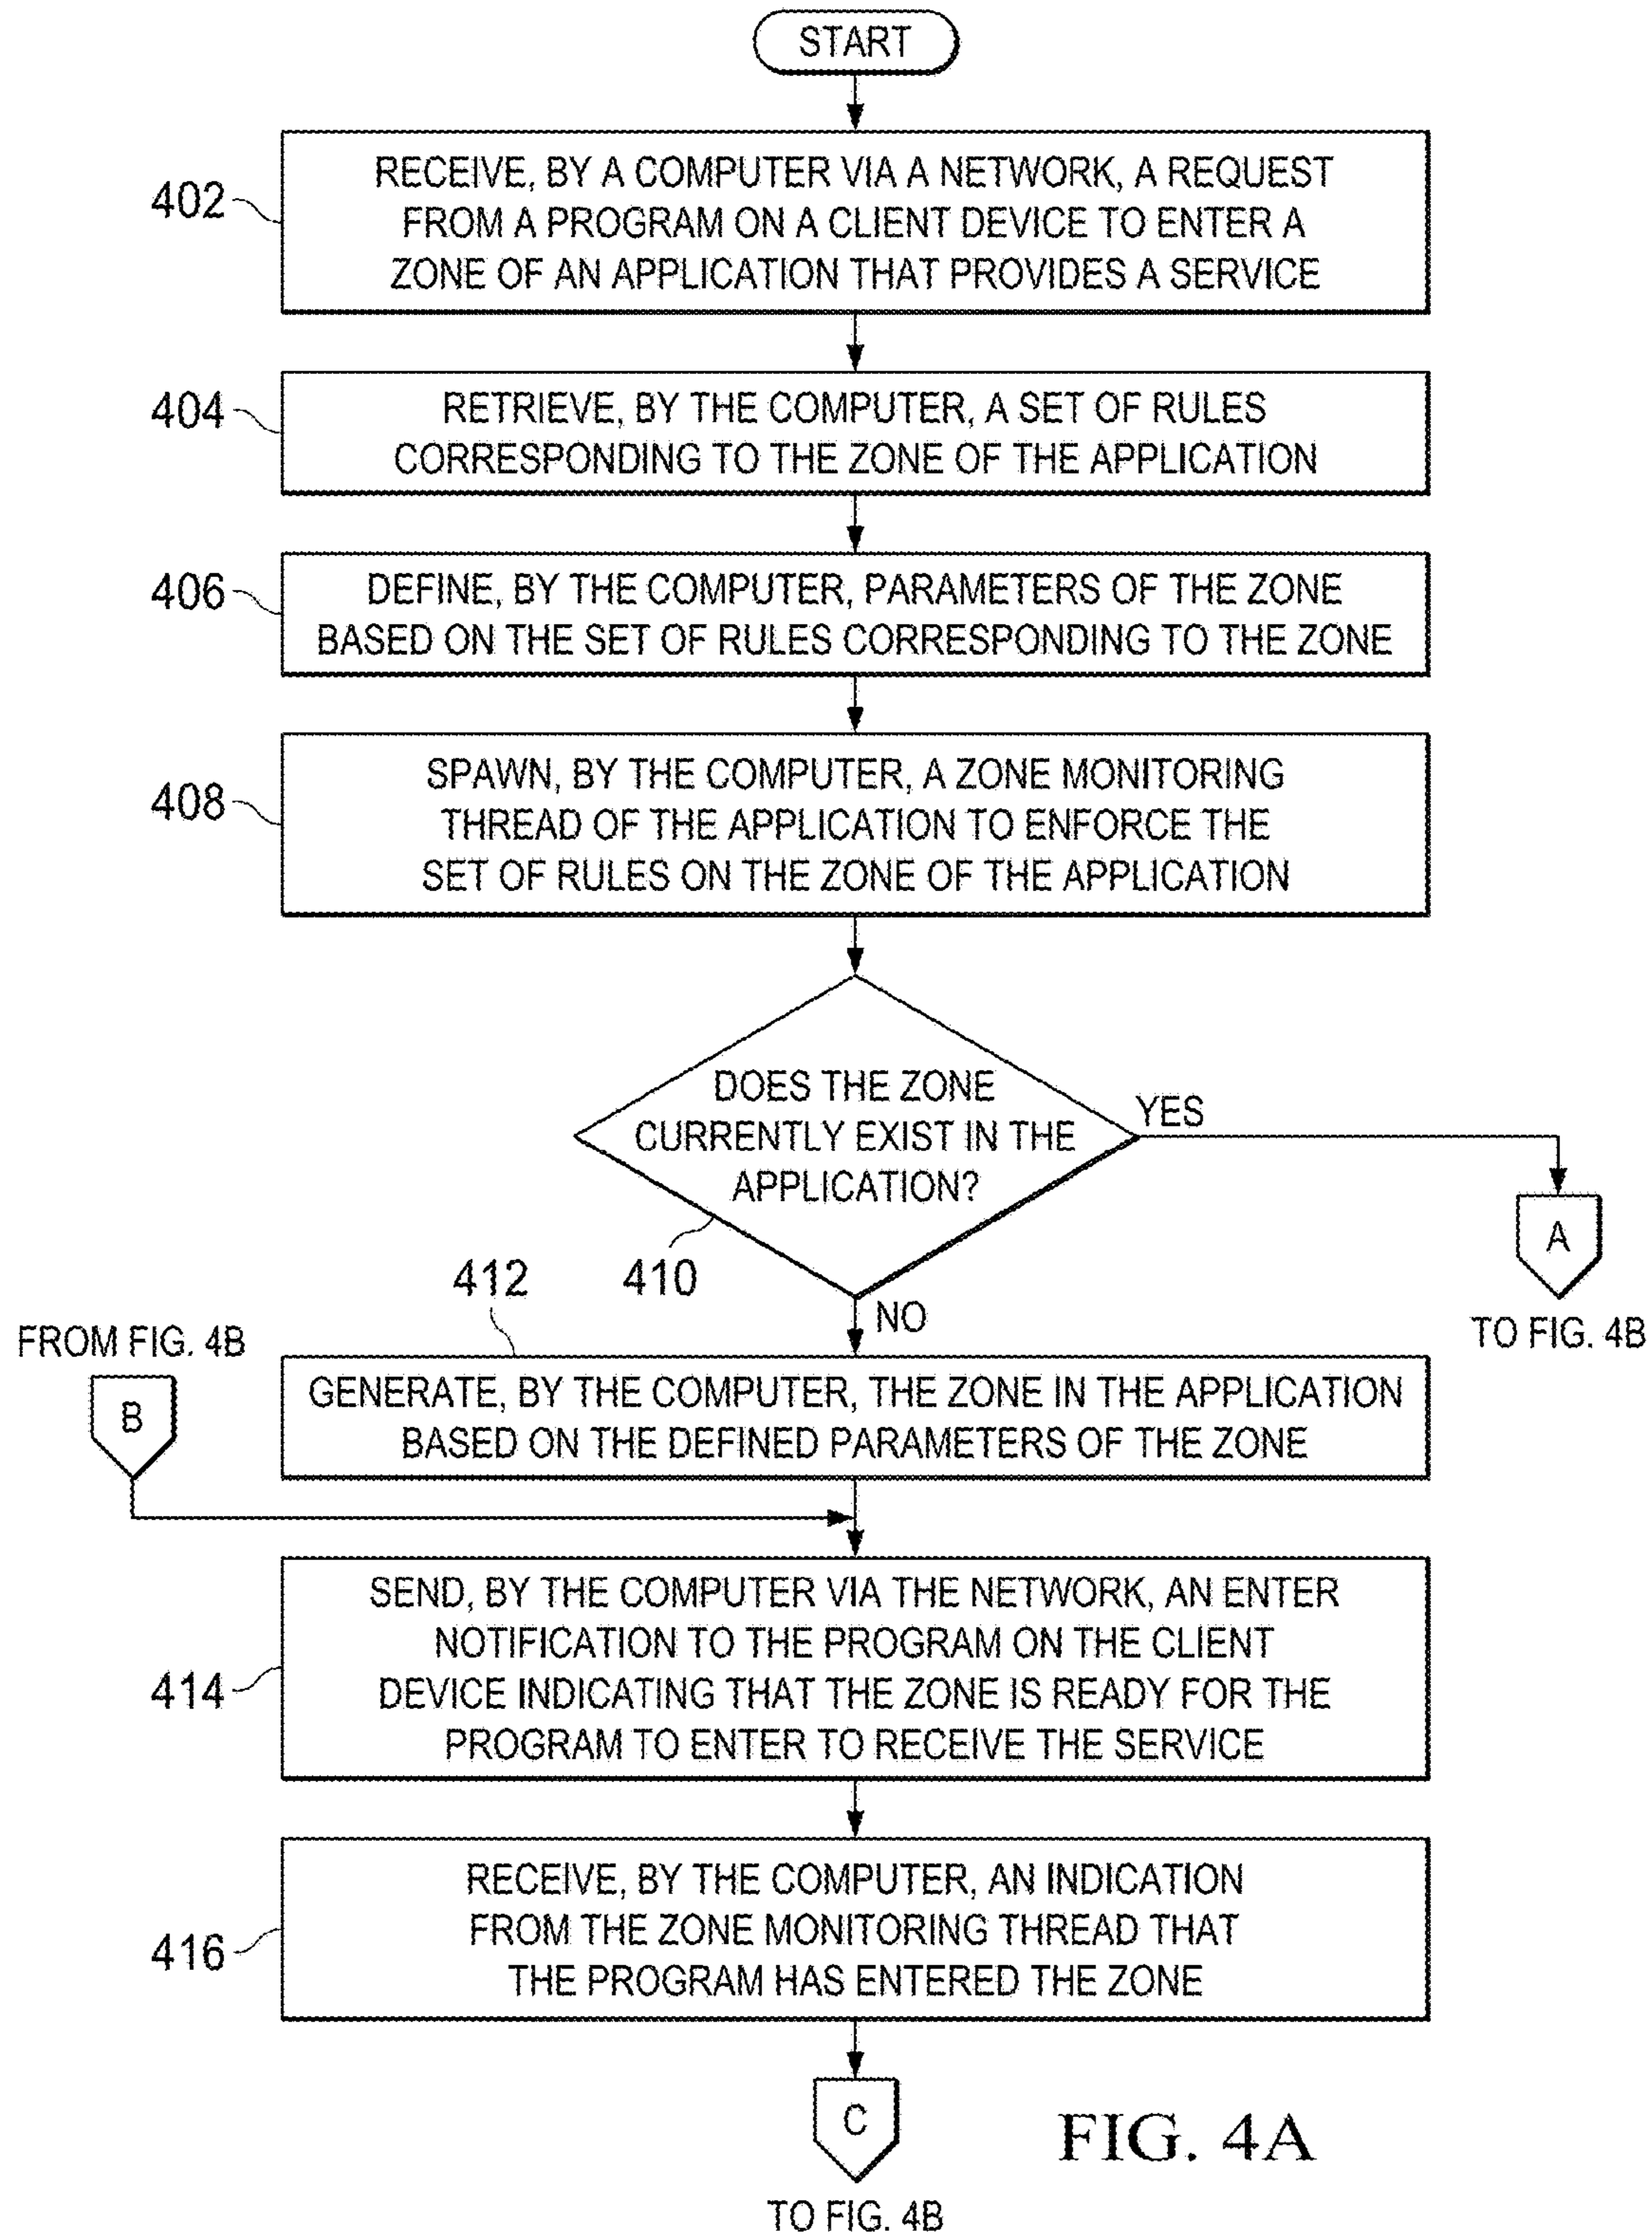 START
402
RECEIVE, BY A COMPUTER VIA A NETWORK, A REQUEST
FROM A PROGRAM ON A CLIENT DEVICE TO ENTER A
ZONE OF AN APPLICATION THAT PROVIDES A SERVICE
404
RETRIEVE, BY THE COMPUTER, A SET OF RULES
CORRESPONDING TO THE ZONE OF THE APPLICATION
406
DEFINE, BY THE COMPUTER, PARAMETERS OF THE ZONE
BASED ON THE SET OF RULES CORRESPONDING TO THE ZONE
408
SPAWN, BY THE COMPUTER, A ZONE MONITORING
THREAD OF THE APPLICATION TO ENFORCE THE
SET OF RULES ON THE ZONE OF THE APPLICATION
DOES THE ZONE
CURRENTLY EXIST IN THE
APPLICATION?
410
YES
A
TO FIG. 4B
NO
412
FROM FIG. 4B
B
GENERATE, BY THE COMPUTER, THE ZONE IN THE APPLICATION
BASED ON THE DEFINED PARAMETERS OF THE ZONE
414
SEND, BY THE COMPUTER VIA THE NETWORK, AN ENTER
NOTIFICATION TO THE PROGRAM ON THE CLIENT
DEVICE INDICATING THAT THE ZONE IS READY FOR THE
PROGRAM TO ENTER TO RECEIVE THE SERVICE
416
RECEIVE, BY THE COMPUTER, AN INDICATION
FROM THE ZONE MONITORING THREAD THAT
THE PROGRAM HAS ENTERED THE ZONE
C
TO FIG. 4B
FIG. 4A